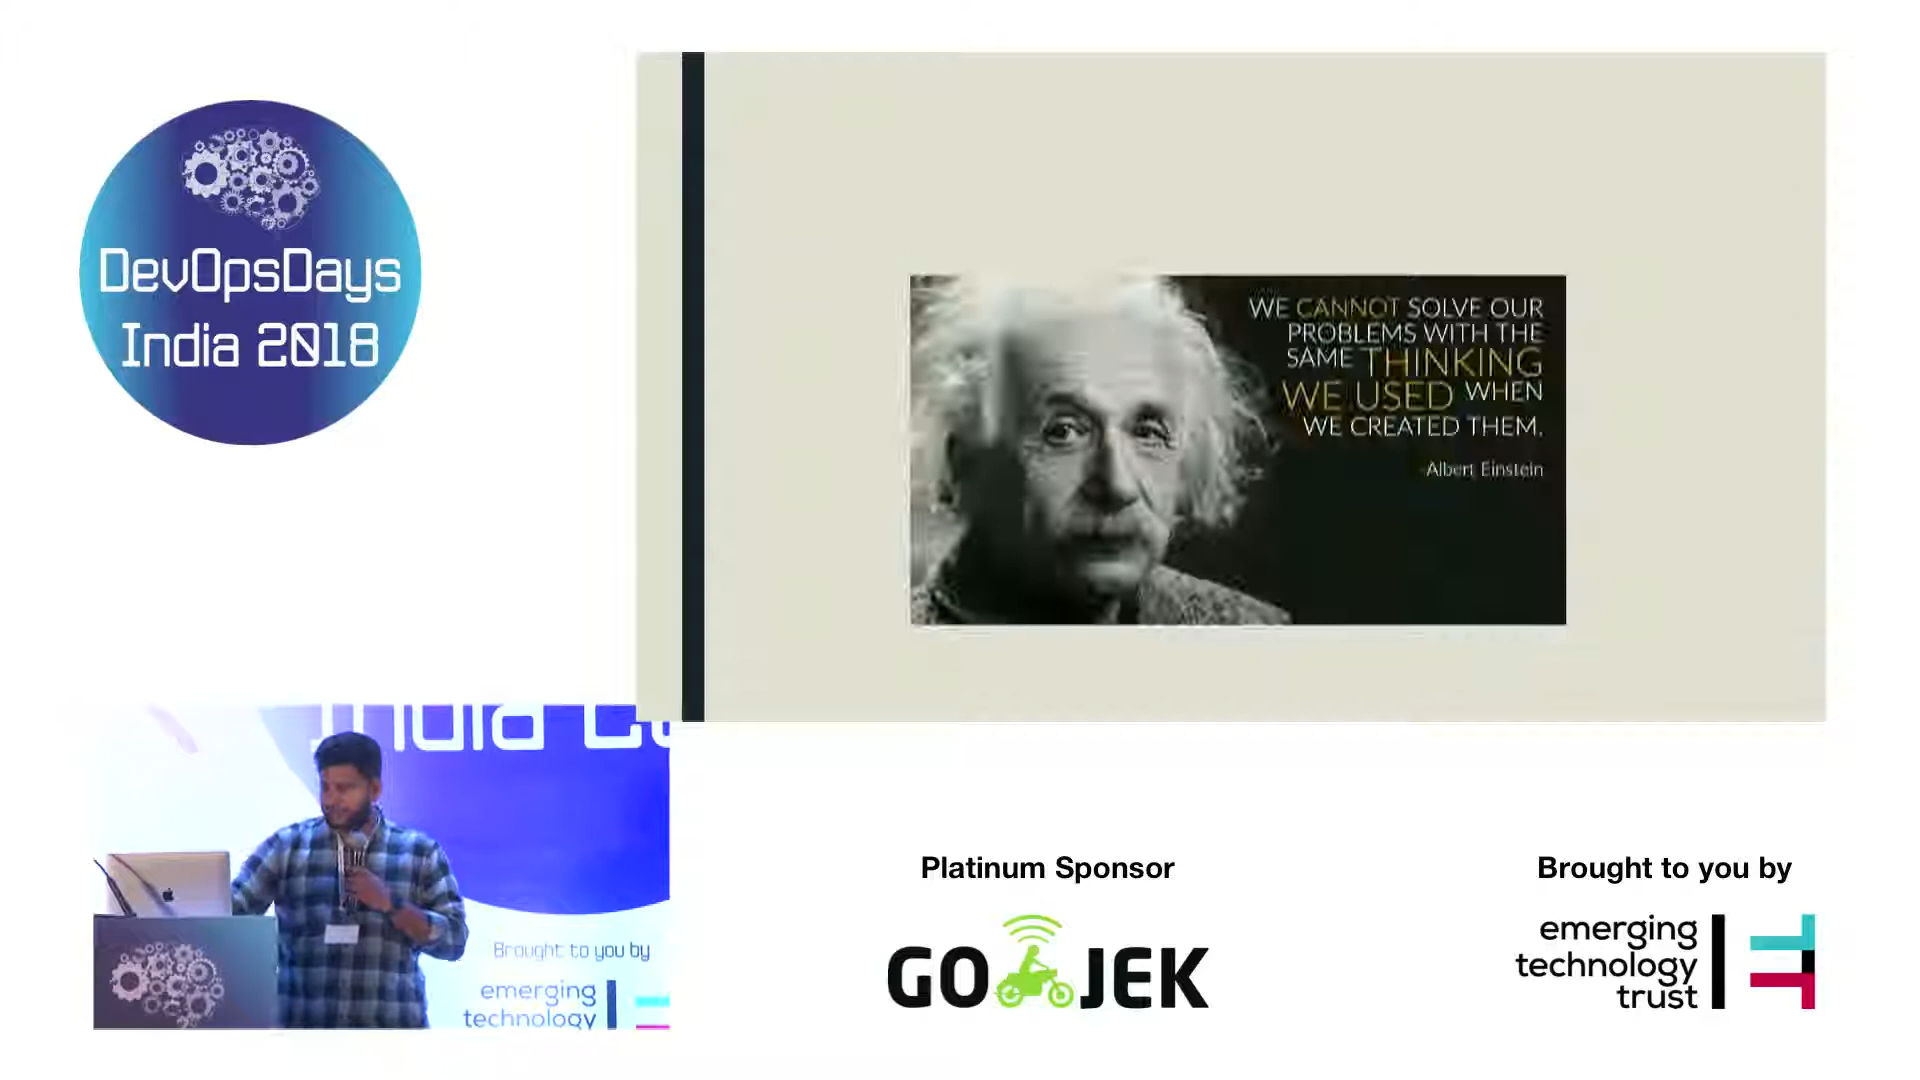 DevOpsDays
India 2018
WE CANNOT SOLVE OUR
PROBLEMS WITH THE
SAME THINKING
WE USED WHEN
WE CREATED THEM.
-Albert Einstein
India
Brought to you by
emerging
technology
Platinum Sponsor
GO JEK
Brought to you by
emerging
technology
trust